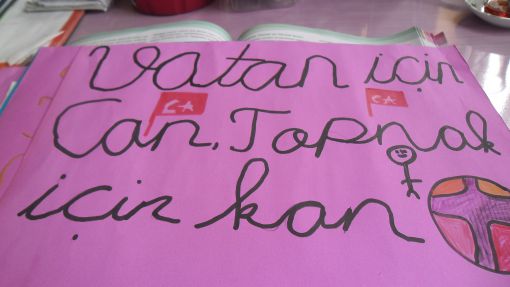 Vatan için
Can, Toprak
için kan